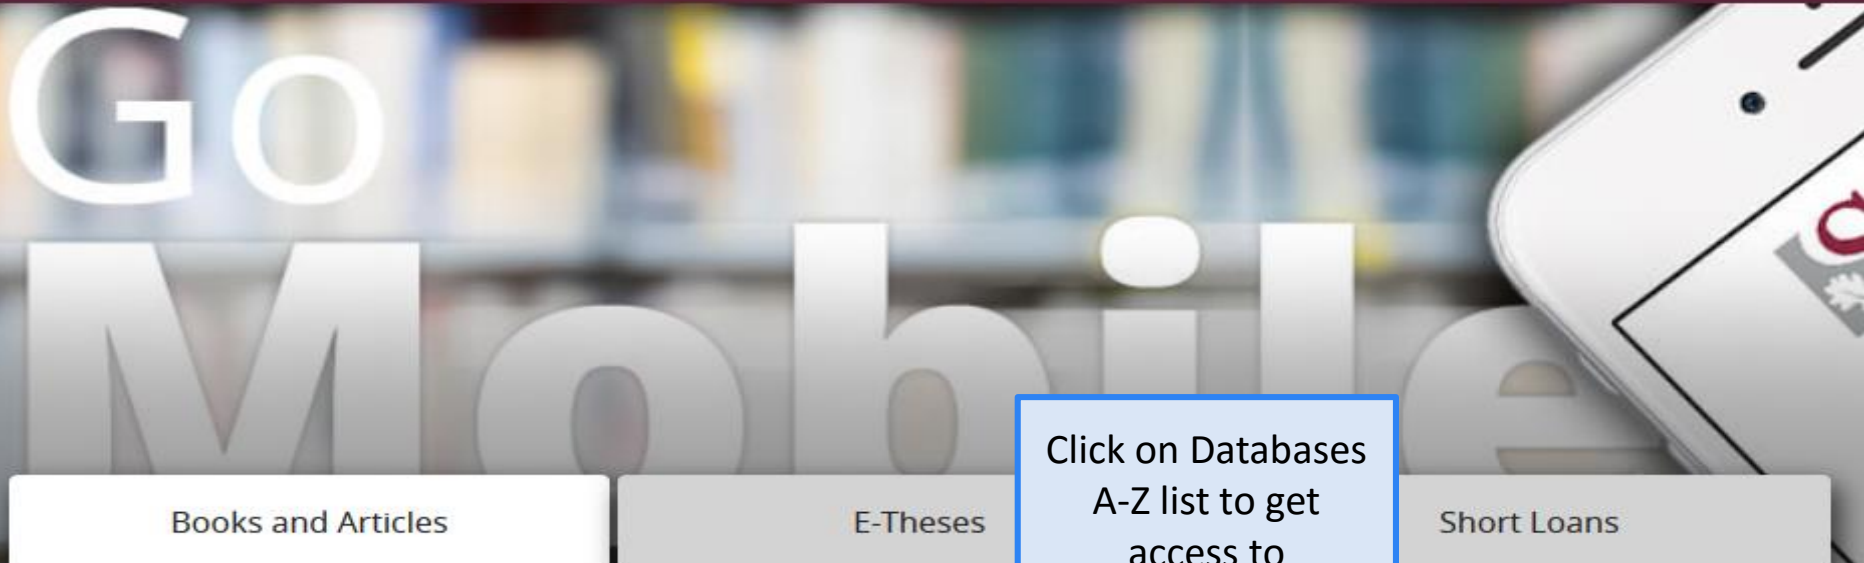 Go
Mobile
Click on Databases
A-Z list to get
access to
Books and Articles
E-Theses
Short Loans